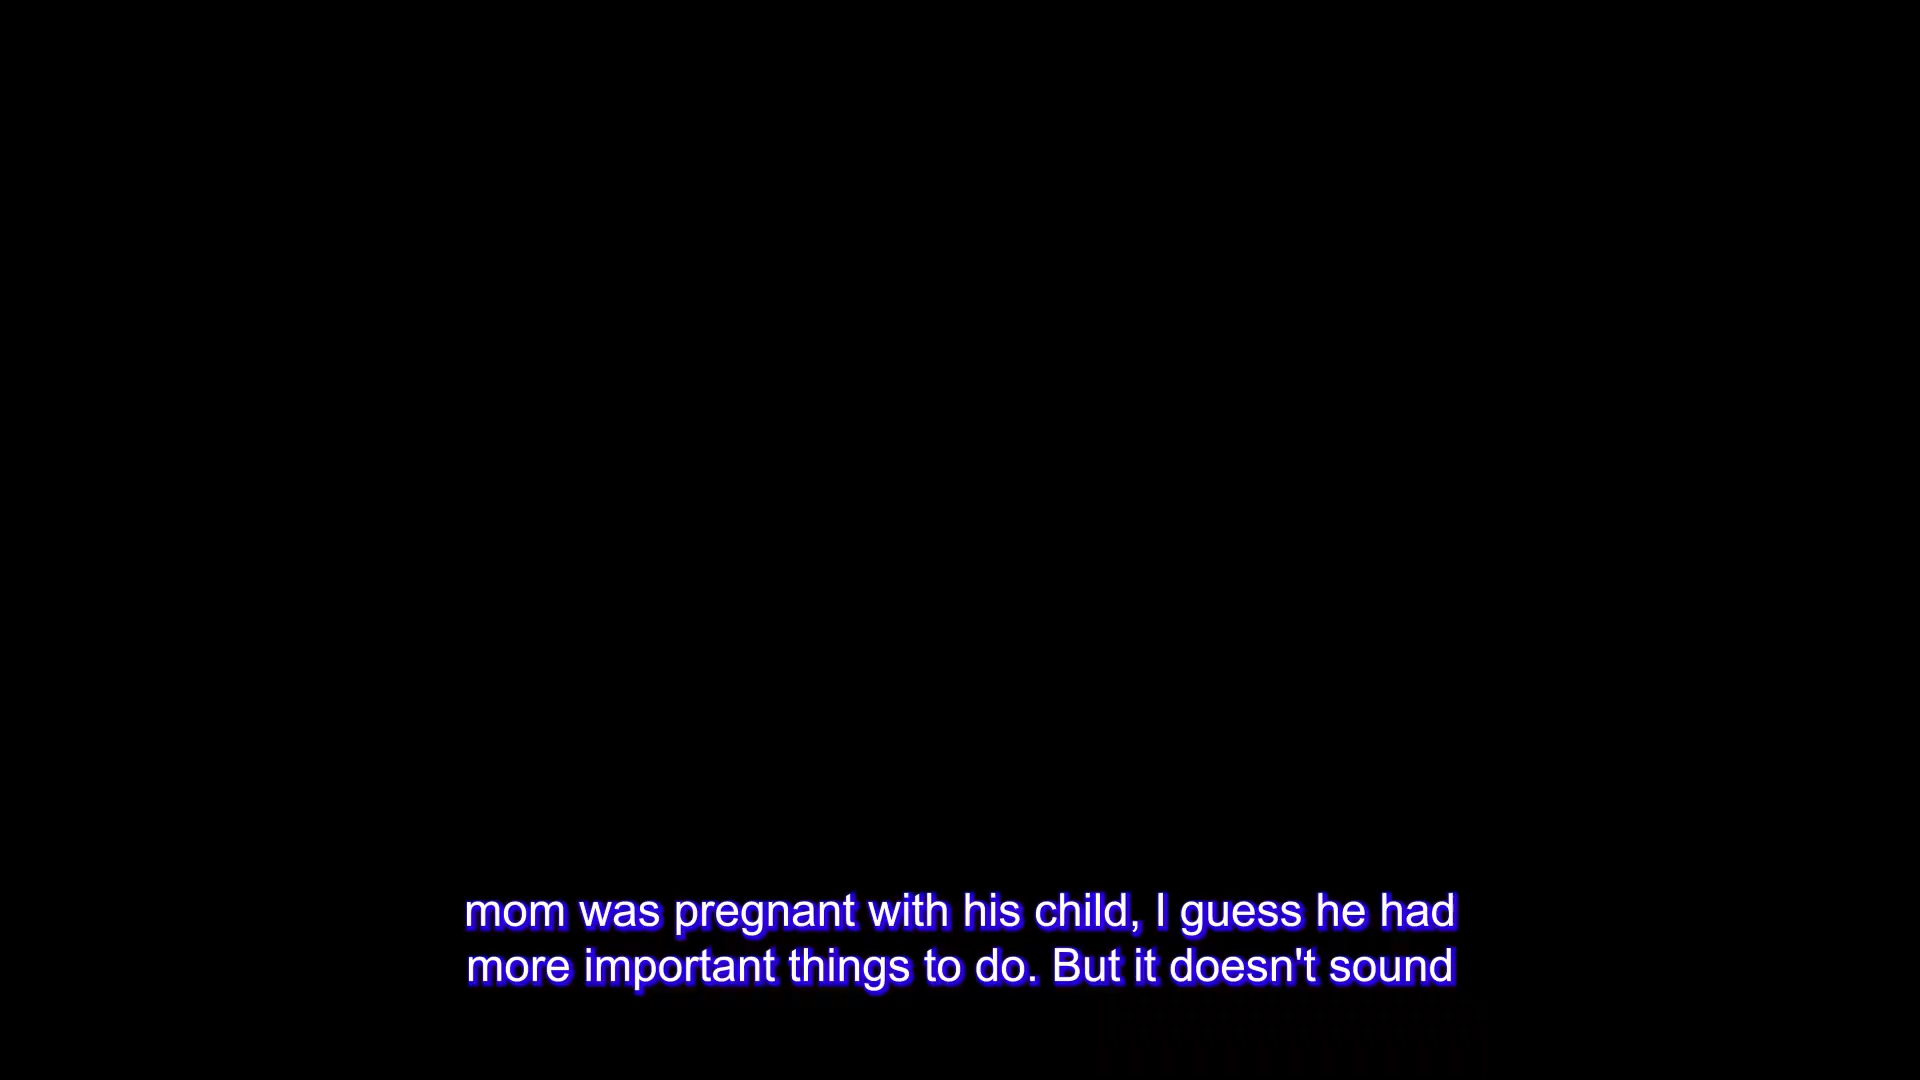 mom was pregnant with his child, I guess he had
more important things to do. But it doesn't sound